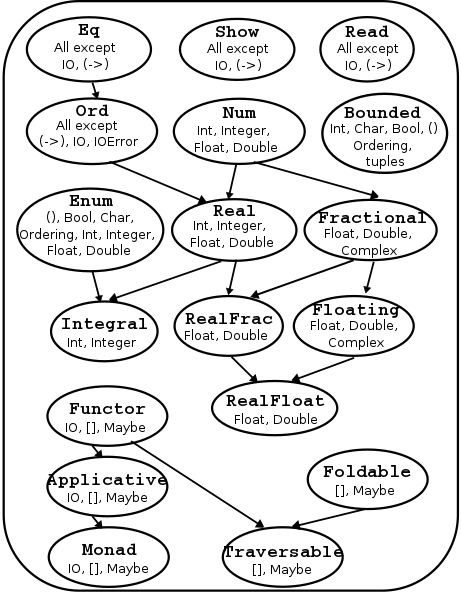 Eq
All except
IO, (->)
Show
All except
IO, (->)
Read
All except
IO, (->)
Ord
All except
(->), IO, IOError
Num
Int, Integer,
Float, Double
Bounded
Int, Char, Bool, ()
Ordering,
tuples
Enum
(), Bool, Char,
Ordering, Int, Integer,
Float, Double
Real
Int, Integer,
Float, Double
Fractional
Float, Double,
Complex
Integral
Int, Integer
RealFrac
Float, Double
Floating
Float, Double,
Complex
RealFloat
Float, Double
Functor
IO, [], Maybe
Applicative
IO, [], Maybe
Foldable
[], Maybe
Monad
IO, [], Maybe
Traversable
[], Maybe